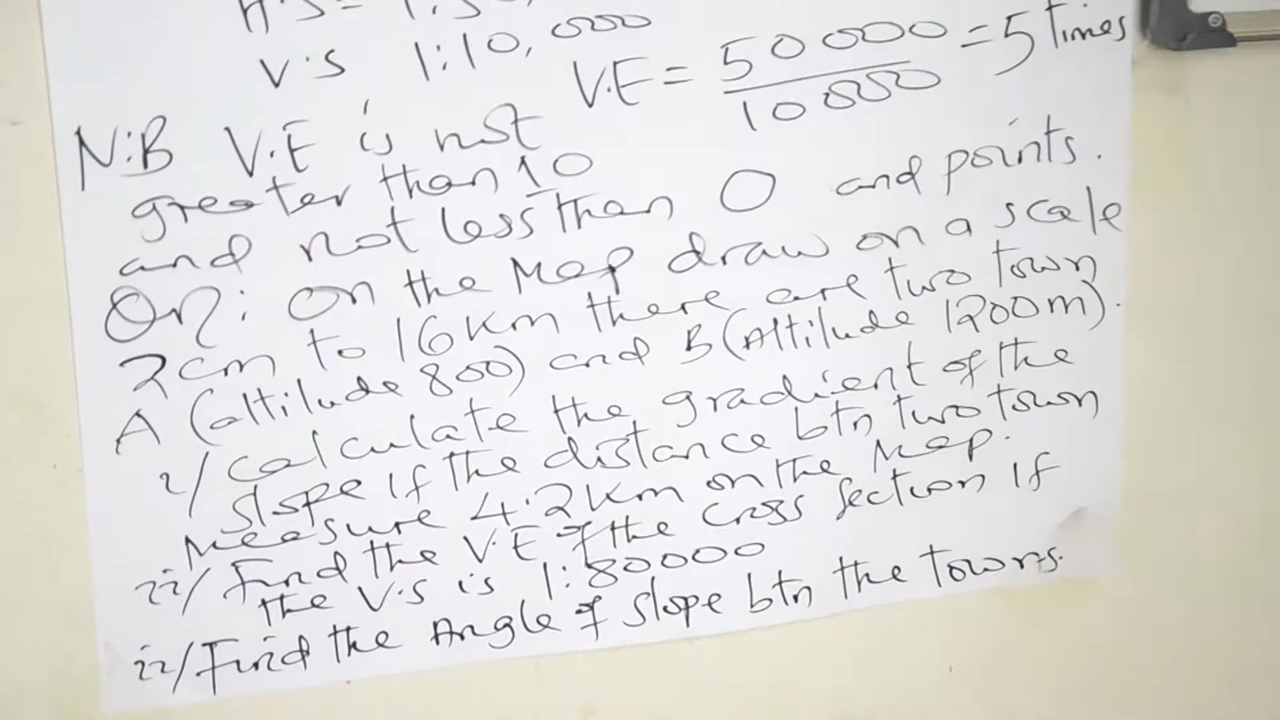 V.S 1:10,000
V.E = 50000/10000 = 5 times
N:B V.E is not
greater than 10
and not less than 0 and points.
Qn: On the Map draw on a scale
2cm to 16Km there are two town
A (altitude 800) and B (Altitude 1200m).
i/ Calculate the gradient of the
slope if the distance btn two town
Measure 4.2Km on the Map.
ii/ Find the V.E of the cross section if
the V.S is 1:80000
ii/ Find the Angle of slope btn the towns.